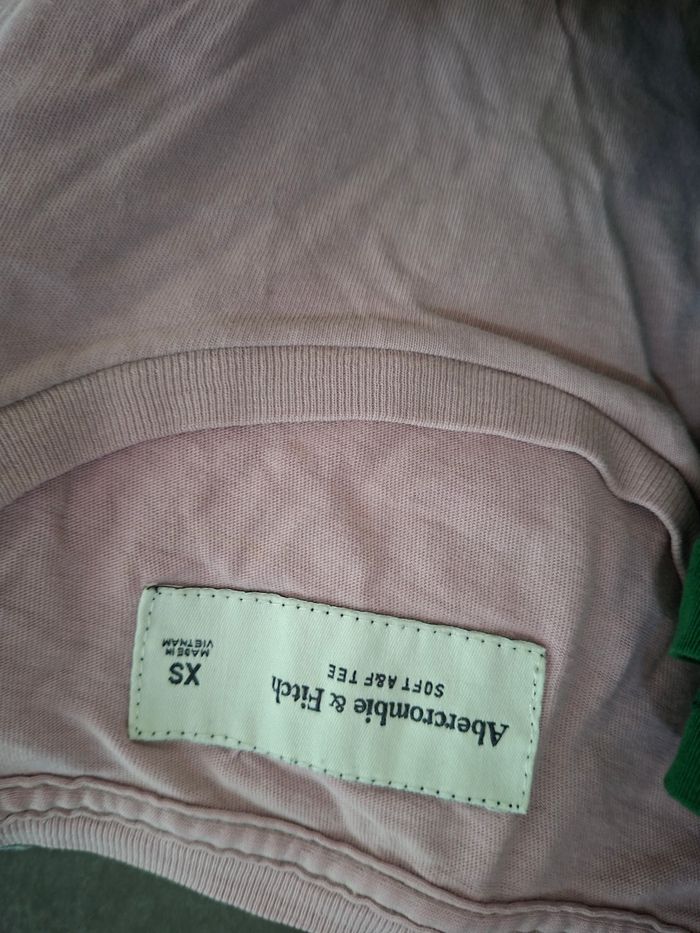 Abercrombie & Fitch
SOFT A&F TEE
XS
MADE IN
VIETNAM